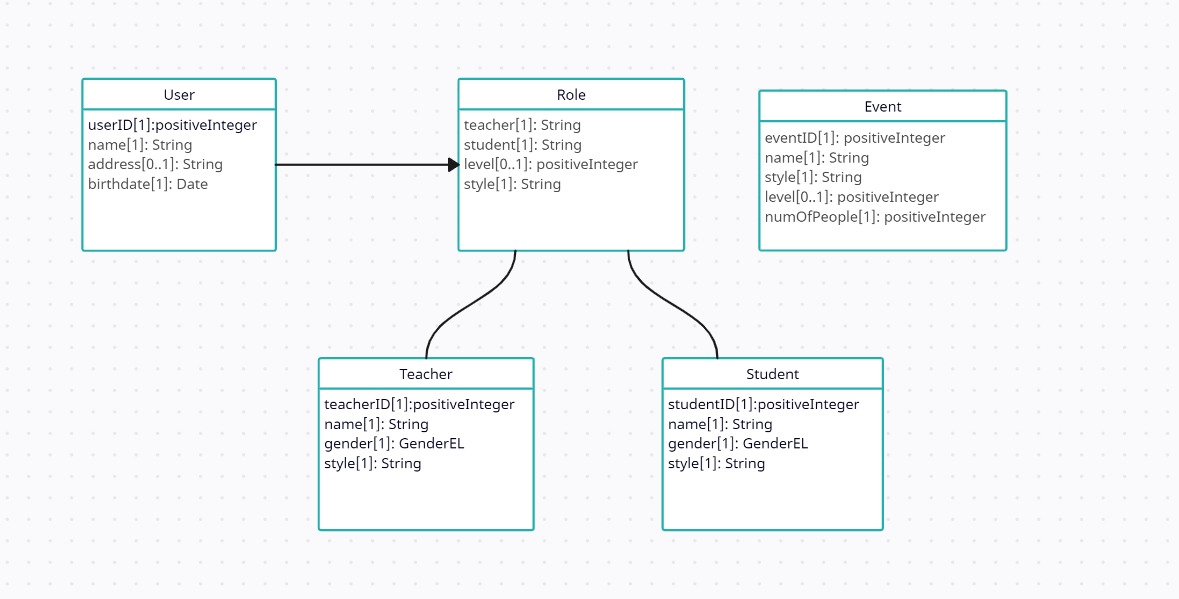 User
userID[1]:positiveInteger
name[1]: String
address[0..1]: String
birthdate[1]: Date
Role
teacher[1]: String
student[1]: String
level[0..1]: positiveInteger
style[1]: String
Event
eventID[1]: positiveInteger
name[1]: String
style[1]: String
level[0..1]: positiveInteger
numOfPeople[1]: positiveInteger
Teacher
teacherID[1]:positiveInteger
name[1]: String
gender[1]: GenderEL
style[1]: String
Student
studentID[1]:positiveInteger
name[1]: String
gender[1]: GenderEL
style[1]: String